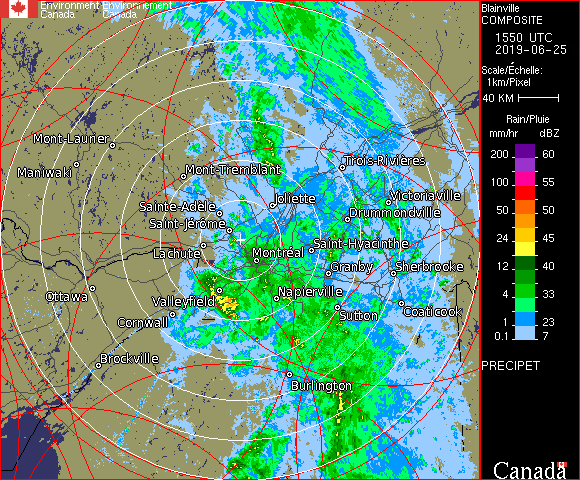 Environment Environnement
Canada Canada
Blainville
COMPOSITE
1550 UTC
2019-06-25
Scale/Échelle:
1km/Pixel
40 KM
Rain/Pluie
mm/hr dBZ
200 60
100 55
50 50
24 45
12 40
4 33
1 23
0.1 7
PRECIPET
Canada
Mont-Laurier
Maniwaki
Mont-Tremblant
Trois-Rivières
Joliette
Victoriaville
Sainte-Adèle
Drummondville
Saint-Jérôme
Saint-Hyacinthe
Lachute
Montréal
Granby
Sherbrooke
Ottawa
Valleyfield
Napierville
Cornwall
Sutton
Coaticook
Brockville
Burlington